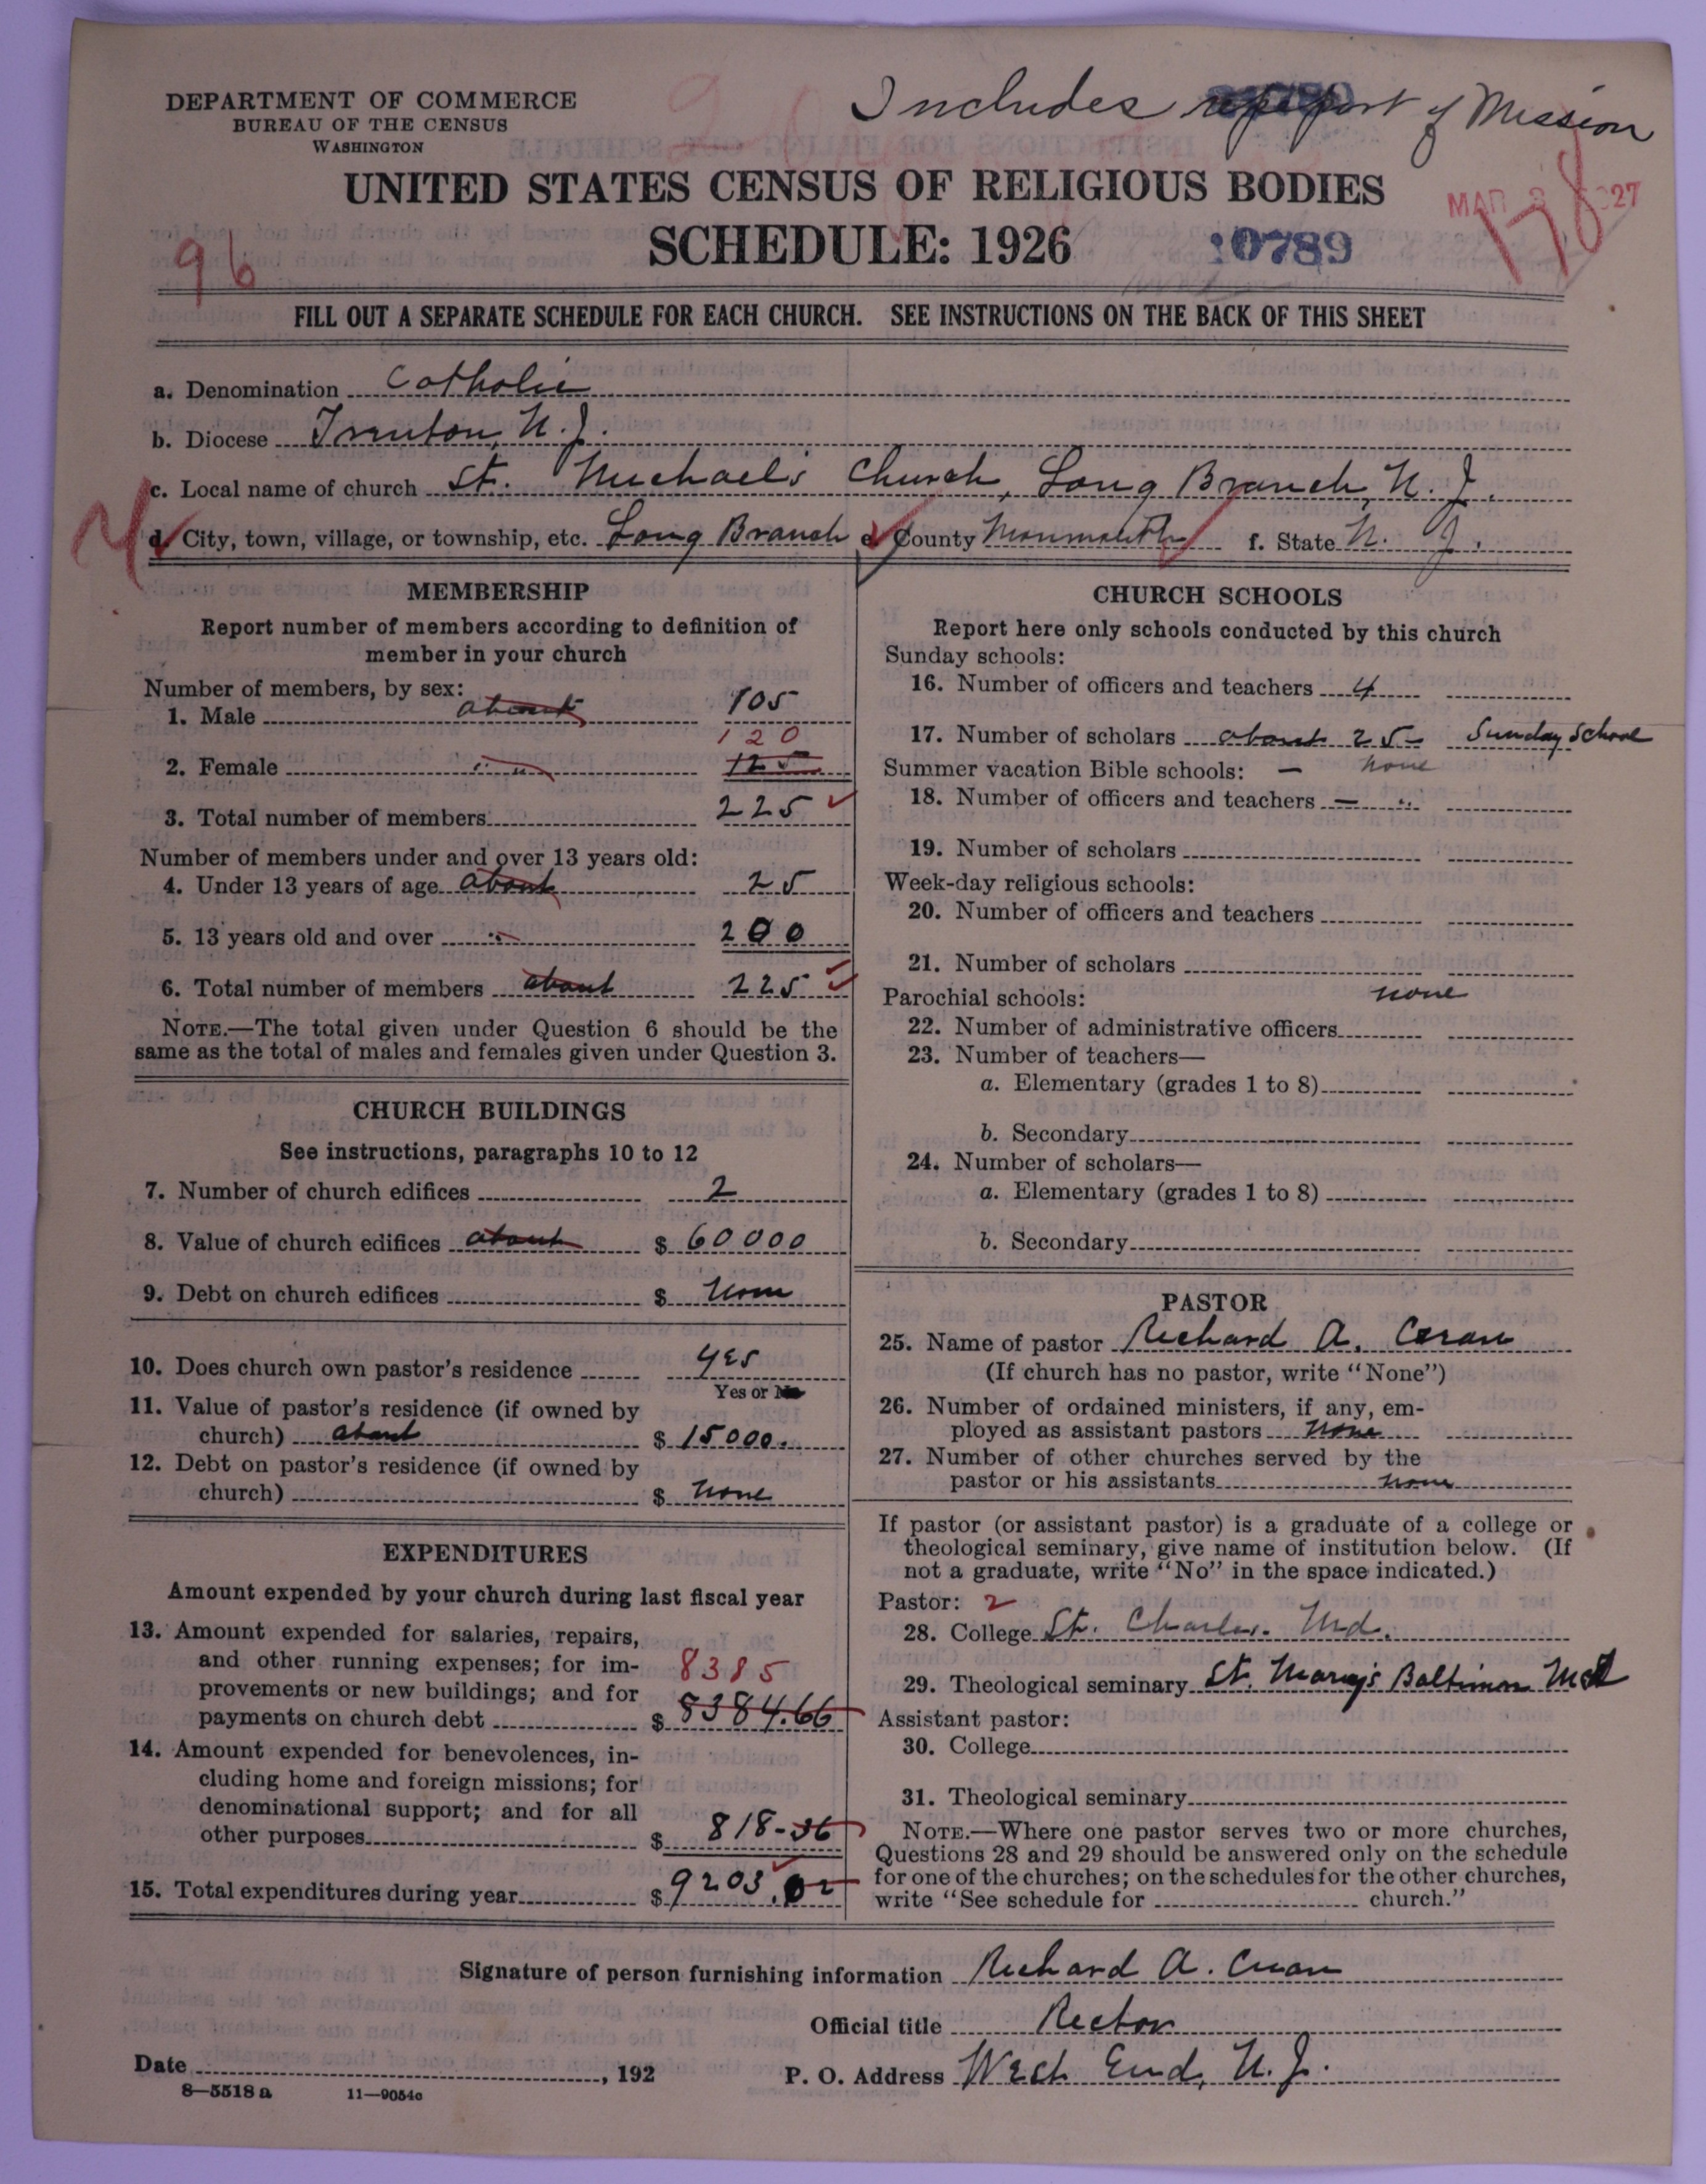 DEPARTMENT OF COMMERCE
BUREAU OF THE CENSUS
WASHINGTON
Includes report of Mission
UNITED STATES CENSUS OF RELIGIOUS BODIES
SCHEDULE: 1926
0789
178
96
FILL OUT A SEPARATE SCHEDULE FOR EACH CHURCH. SEE INSTRUCTIONS ON THE BACK OF THIS SHEET
a. Denomination Catholic
b. Diocese Trenton, N. J.
c. Local name of church St. Michael's Church, Long Branch, N. J.
d. City, town, village, or township, etc. Long Branch e. County Monmouth f. State N. J.
MEMBERSHIP
Report number of members according to definition of
member in your church
Number of members, by sex:
1. Male about 105
120
2. Female " 125
3. Total number of members 225
Number of members under and over 13 years old:
4. Under 13 years of age about 25
5. 13 years old and over " 200
6. Total number of members about 225
NOTE.—The total given under Question 6 should be the
same as the total of males and females given under Question 3.
CHURCH BUILDINGS
See instructions, paragraphs 10 to 12
7. Number of church edifices 2
8. Value of church edifices about $ 60000
9. Debt on church edifices $ None
10. Does church own pastor's residence yes
Yes or No
11. Value of pastor's residence (if owned by
church) about $ 15000.
12. Debt on pastor's residence (if owned by
church) $ None
EXPENDITURES
Amount expended by your church during last fiscal year
13. Amount expended for salaries, repairs,
and other running expenses; for im-
provements or new buildings; and for 8385
payments on church debt $ 8384.66
14. Amount expended for benevolences, in-
cluding home and foreign missions; for
denominational support; and for all
other purposes $ 818-36
15. Total expenditures during year $ 9203.02
CHURCH SCHOOLS
Report here only schools conducted by this church
Sunday schools:
16. Number of officers and teachers 4
17. Number of scholars about 25 Sunday School
Summer vacation Bible schools: — none
18. Number of officers and teachers — "
19. Number of scholars
Week-day religious schools:
20. Number of officers and teachers
21. Number of scholars
Parochial schools: none
22. Number of administrative officers
23. Number of teachers—
a. Elementary (grades 1 to 8)
b. Secondary
24. Number of scholars—
a. Elementary (grades 1 to 8)
b. Secondary
PASTOR
25. Name of pastor Richard A. Crean
(If church has no pastor, write "None")
26. Number of ordained ministers, if any, em-
ployed as assistant pastors None
27. Number of other churches served by the
pastor or his assistants none
If pastor (or assistant pastor) is a graduate of a college or
theological seminary, give name of institution below. (If
not a graduate, write "No" in the space indicated.)
Pastor: 2
28. College St. Charles. Md.
29. Theological seminary St. Mary's Baltimore Md
Assistant pastor:
30. College
31. Theological seminary
NOTE.—Where one pastor serves two or more churches,
Questions 28 and 29 should be answered only on the schedule
for one of the churches; on the schedules for the other churches,
write "See schedule for church."
Signature of person furnishing information Richard A. Crean
Official title Rector
Date , 192
P. O. Address West End, N. J.
8—5518 a 11—9054c